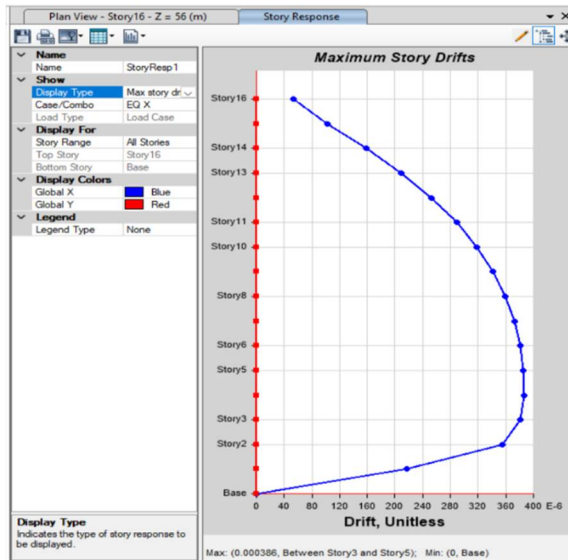 Plan View - Story16 - Z = 56 (m)
Story Response
Name
Name StoryResp1
Show
Display Type Max story dri
Case/Combo EQ X
Load Type Load Case
Display For
Story Range All Stories
Top Story Story16
Bottom Story Base
Display Colors
Global X Blue
Global Y Red
Legend
Legend Type None
Display Type
Indicates the type of story response to
be displayed.
Maximum Story Drifts
Story16
Story14
Story13
Story11
Story10
Story8
Story6
Story5
Story3
Story2
Base
0 40 80 120 160 200 240 280 320 360 400 E-6
Drift, Unitless
Max: (0.000386, Between Story3 and Story5); Min: (0, Base)